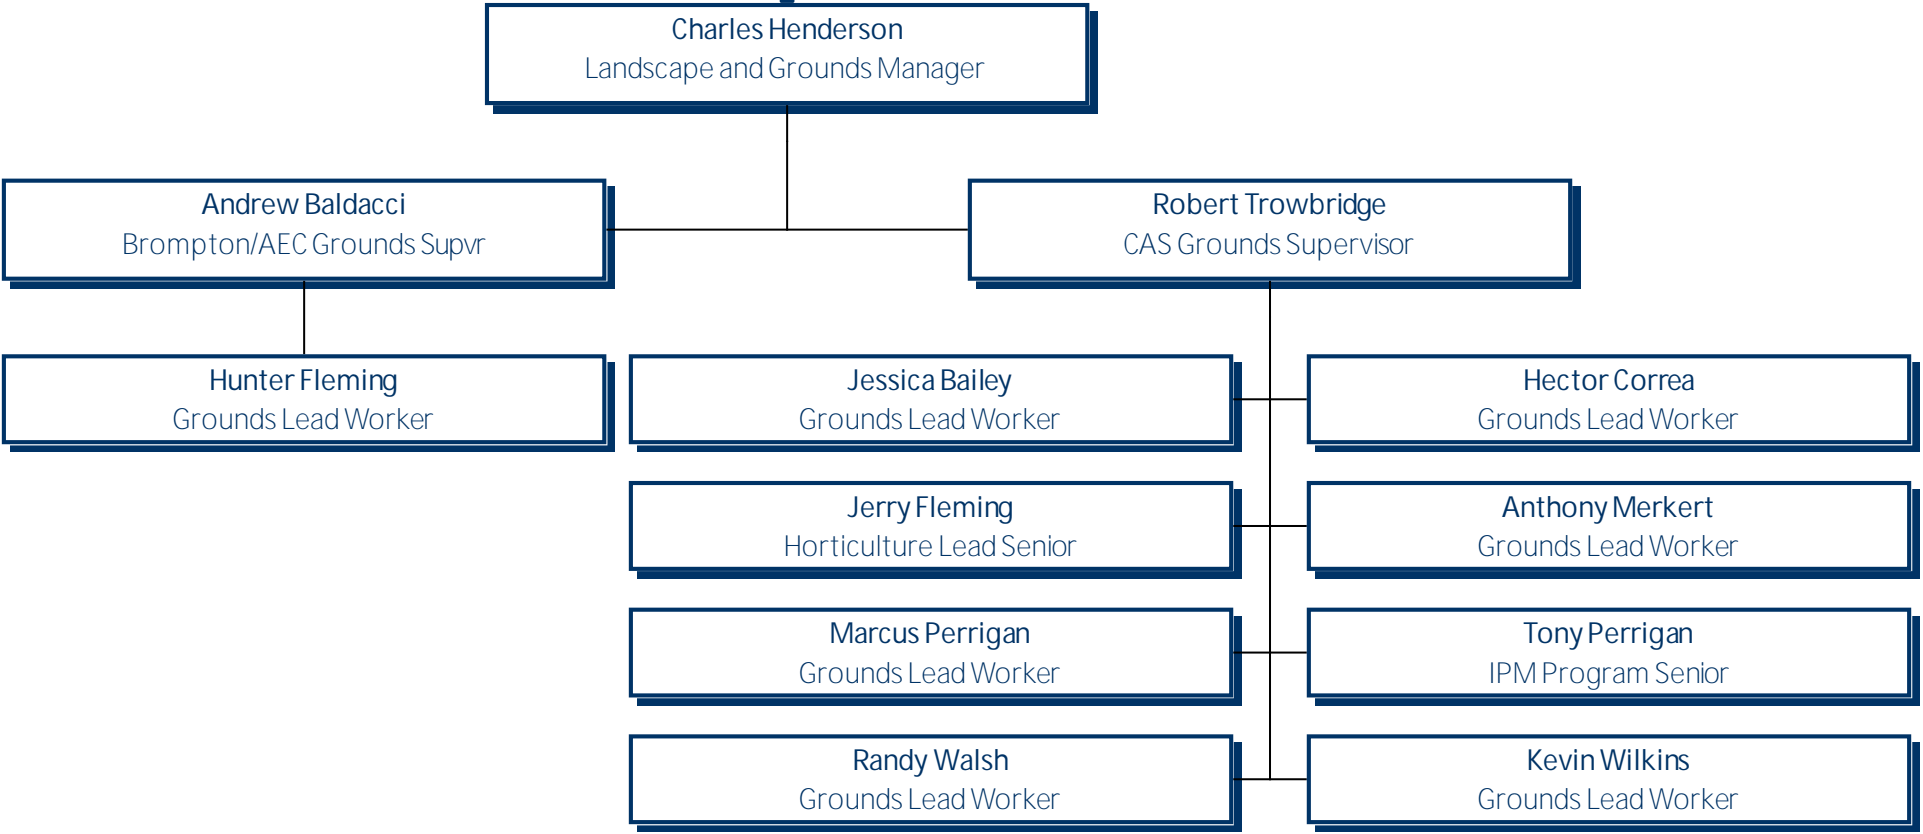 Charles Henderson
Landscape and Grounds Manager
Andrew Baldacci
Brompton/AEC Grounds Supvr
Robert Trowbridge
CAS Grounds Supervisor
Hunter Fleming
Grounds Lead Worker
Jessica Bailey
Grounds Lead Worker
Hector Correa
Grounds Lead Worker
Jerry Fleming
Horticulture Lead Senior
Anthony Merkert
Grounds Lead Worker
Marcus Perrigan
Grounds Lead Worker
Tony Perrigan
IPM Program Senior
Randy Walsh
Grounds Lead Worker
Kevin Wilkins
Grounds Lead Worker